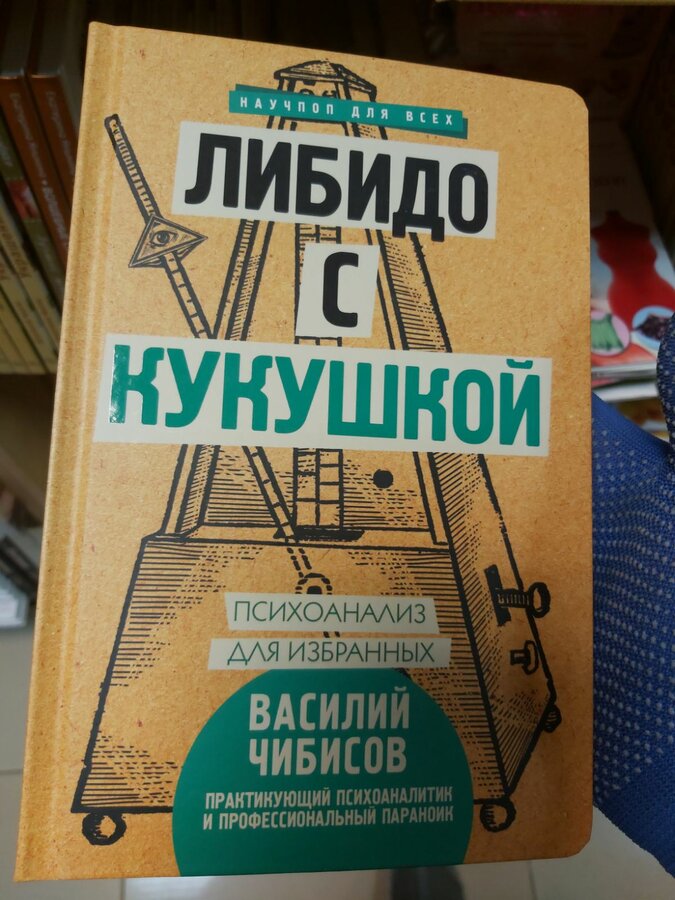 НАУЧПОП ДЛЯ ВСЕХ
ЛИБИДО
С
КУКУШКОЙ
ПСИХОАНАЛИЗ
ДЛЯ ИЗБРАННЫХ
ВАСИЛИЙ
ЧИБИСОВ
ПРАКТИКУЮЩИЙ ПСИХОАНАЛИТИК
И ПРОФЕССИОНАЛЬНЫЙ ПАРАНОИК